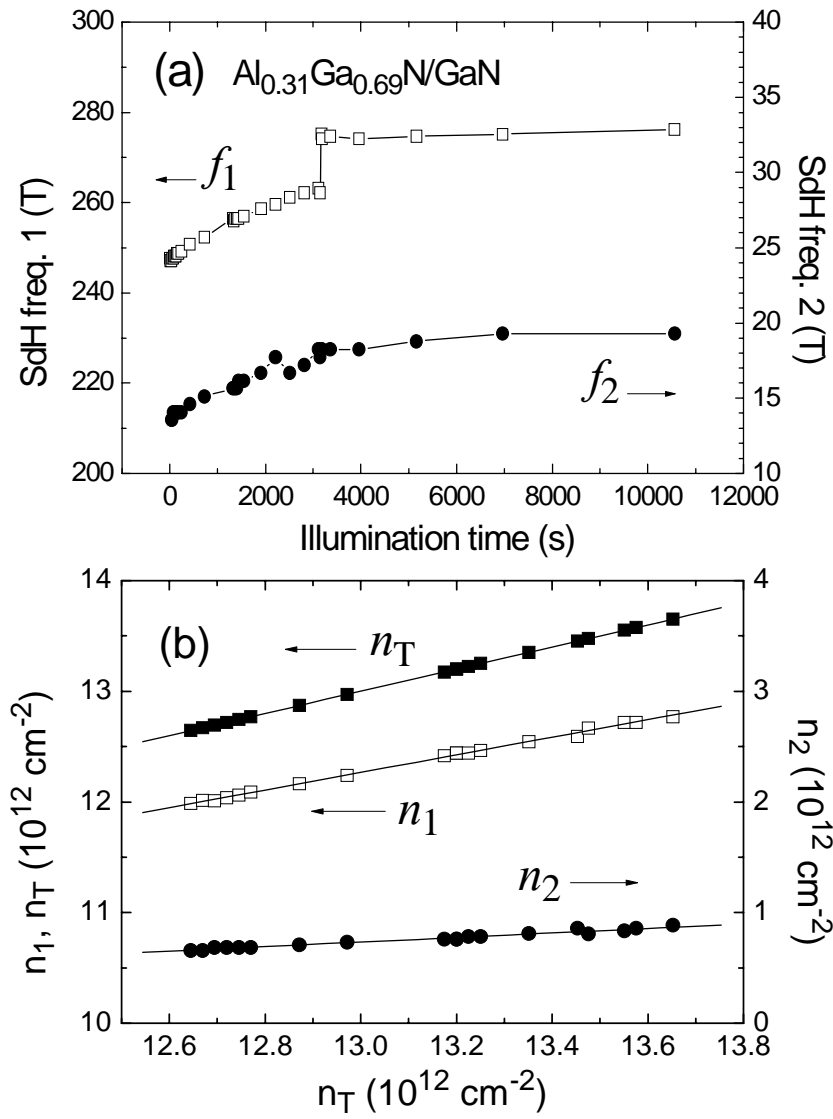 (a) Al0.31Ga0.69N/GaN
300
280
260
240
220
200
SdH freq. 1 (T)
40
35
30
25
20
15
10
SdH freq. 2 (T)
f1
f2
0 2000 4000 6000 8000 10000 12000
Illumination time (s)
(b)
14
13
12
11
10
n1, nT (10^12 cm^-2)
4
3
2
1
0
n2 (10^12 cm^-2)
nT
n1
n2
12.6 12.8 13.0 13.2 13.4 13.6 13.8
nT (10^12 cm^-2)